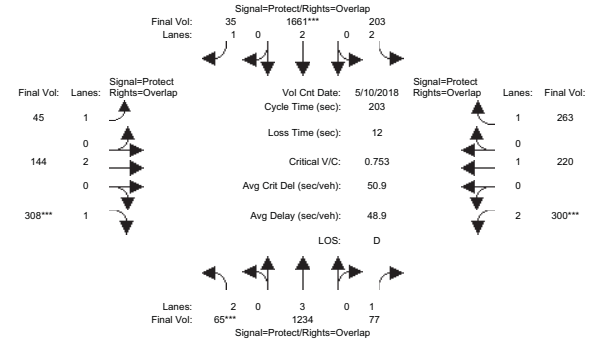 Signal=Protect/Rights=Overlap
Final Vol: 35 1661*** 203
Lanes: 1 0 2 0 2
Signal=Protect Signal=Protect
Final Vol: Lanes: Rights=Overlap Vol Cnt Date: 5/10/2018 Rights=Overlap Lanes: Final Vol:
Cycle Time (sec): 203
45 1 1 263
Loss Time (sec): 12
0 0
144 2 Critical V/C: 0.753 1 220
0 Avg Crit Del (sec/veh): 50.9 0
308*** 1 Avg Delay (sec/veh): 48.9 2 300***
LOS: D
Lanes: 2 0 3 0 1
Final Vol: 65*** 1234 77
Signal=Protect/Rights=Overlap